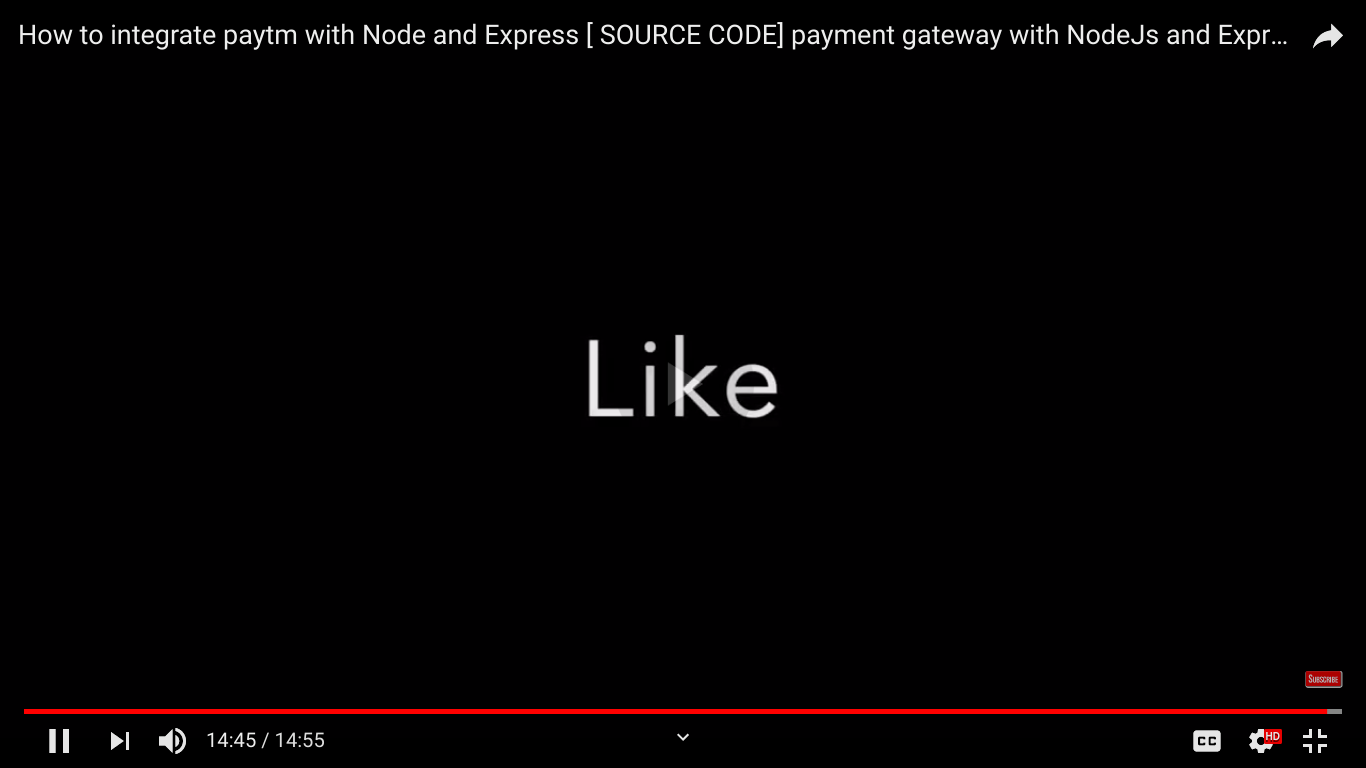 How to integrate paytm with Node and Express [ SOURCE CODE] payment gateway with NodeJs and Expr...
Like
SUBSCRIBE
14:45 / 14:55
CC
HD